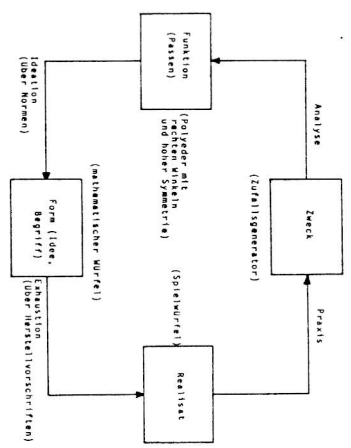 Zweck
(Zufallsgenerator)
Analyse
Praxis
Funktion
(Passen)
(Polyeder mit
rechten Winkeln
und hoher Symmetrie)
Realisat
(Spielwürfel)
Ideation
(über Normen)
Form (Idee,
Begriff)
(mathematischer Würfel)
Exhaustion
(über Herstellvorschriften)